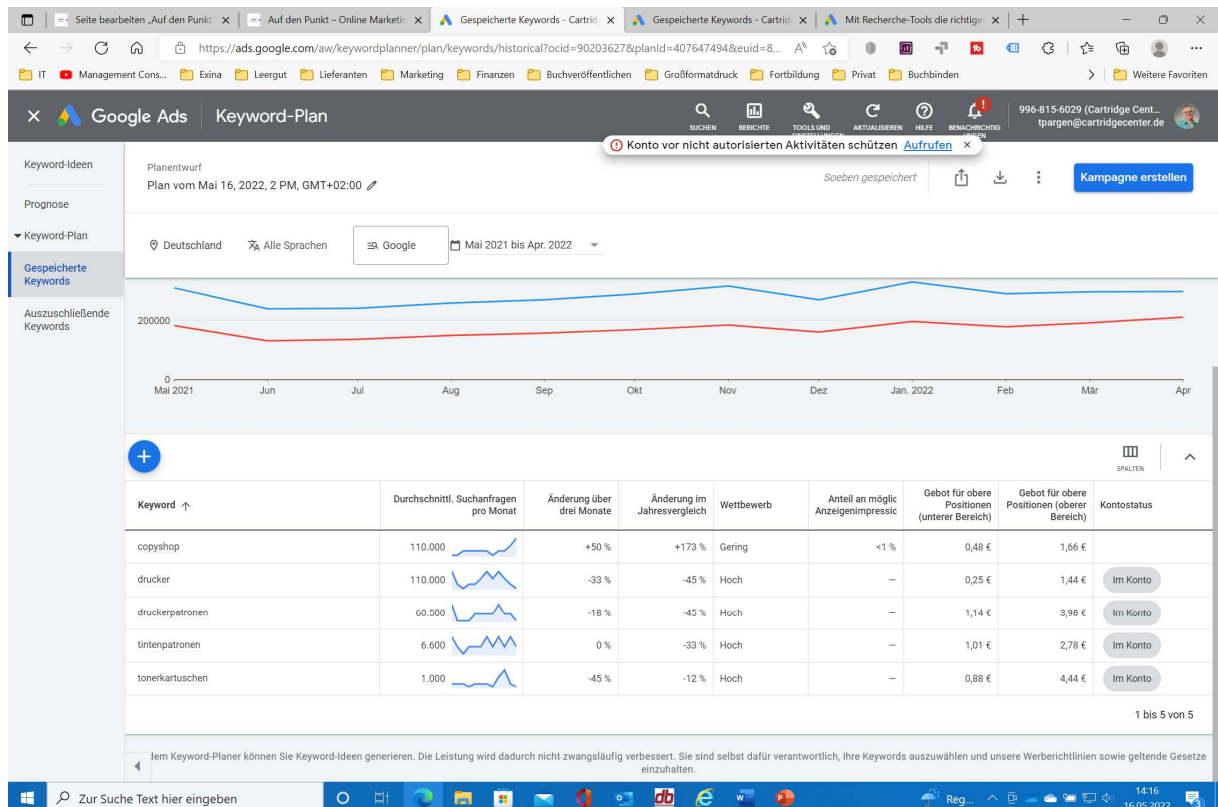 Seite bearbeiten „Auf den Punkt
Auf den Punkt – Online Marketin
Gespeicherte Keywords - Cartrid
Gespeicherte Keywords - Cartrid
Mit Recherche-Tools die richtige
https://ads.google.com/aw/keywordplanner/plan/keywords/historical?ocid=90203627&planId=407647494&euid=8...
IT
Management Cons...
Exina
Leergut
Lieferanten
Marketing
Finanzen
Buchveröffentlichen
Großformatdruck
Fortbildung
Privat
Buchbinden
Weitere Favoriten
Google Ads
Keyword-Plan
SUCHEN
BERICHTE
TOOLS UND
EINSTELLUNGEN
AKTUALISIEREN
HILFE
BENACHRICHTIG
UNGEN
996-815-6029 (Cartridge Cent...
tpargen@cartridgecenter.de
Konto vor nicht autorisierten Aktivitäten schützen Aufrufen
Keyword-Ideen
Prognose
Keyword-Plan
Gespeicherte
Keywords
Auszuschließende
Keywords
Planentwurf
Plan vom Mai 16, 2022, 2 PM, GMT+02:00
Soeben gespeichert
Kampagne erstellen
Deutschland
Alle Sprachen
Google
Mai 2021 bis Apr. 2022
200000
0
Mai 2021 Jun Jul Aug Sep Okt Nov Dez Jan. 2022 Feb Mär Apr
SPALTEN
Keyword
Durchschnittl. Suchanfragen
pro Monat
Änderung über
drei Monate
Änderung im
Jahresvergleich
Wettbewerb
Anteil an möglic
Anzeigenimpressic
Gebot für obere
Positionen
(unterer Bereich)
Gebot für obere
Positionen (oberer
Bereich)
Kontostatus
copyshop 110.000 +50 % +173 % Gering <1 % 0,48 € 1,66 €
drucker 110.000 -33 % -45 % Hoch – 0,25 € 1,44 € Im Konto
druckerpatronen 60.500 -18 % -45 % Hoch – 1,14 € 3,98 € Im Konto
tintenpatronen 6.600 0 % -33 % Hoch – 1,01 € 2,78 € Im Konto
tonerkartuschen 1.000 -45 % -12 % Hoch – 0,88 € 4,44 € Im Konto
1 bis 5 von 5
dem Keyword-Planer können Sie Keyword-Ideen generieren. Die Leistung wird dadurch nicht zwangsläufig verbessert. Sie sind selbst dafür verantwortlich, Ihre Keywords auszuwählen und unsere Werberichtlinien sowie geltende Gesetze
einzuhalten.
Zur Suche Text hier eingeben
db
Reg...
14:16
16.05.2022